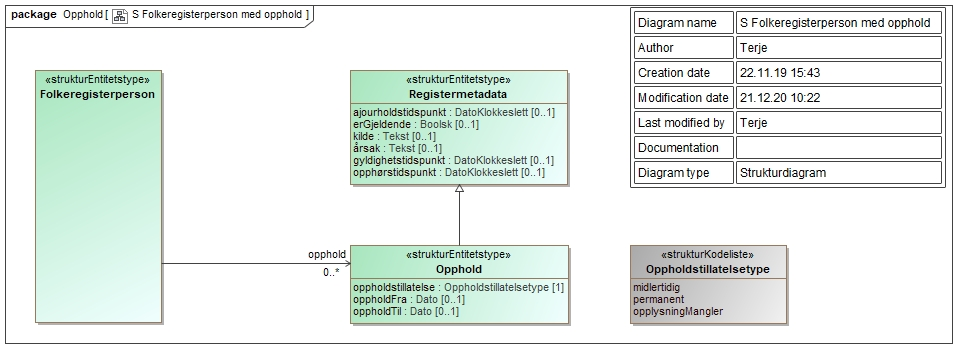 package Opphold [ S Folkeregisterperson med opphold ]
Diagram name S Folkeregisterperson med opphold
Author Terje
Creation date 22.11.19 15:43
Modification date 21.12.20 10:22
Last modified by Terje
Documentation
Diagram type Strukturdiagram
«strukturEntitetstype»
Folkeregisterperson
«strukturEntitetstype»
Registermetadata
ajourholdstidspunkt : DatoKlokkeslett [0..1]
erGjeldende : Boolsk [0..1]
kilde : Tekst [0..1]
årsak : Tekst [0..1]
gyldighetstidspunkt : DatoKlokkeslett [0..1]
opphørstidspunkt : DatoKlokkeslett [0..1]
opphold
0..*
«strukturEntitetstype»
Opphold
oppholdstillatelse : Oppholdstillatelsetype [1]
oppholdFra : Dato [0..1]
oppholdTil : Dato [0..1]
«strukturKodeliste»
Oppholdstillatelsetype
midlertidig
permanent
opplysningMangler